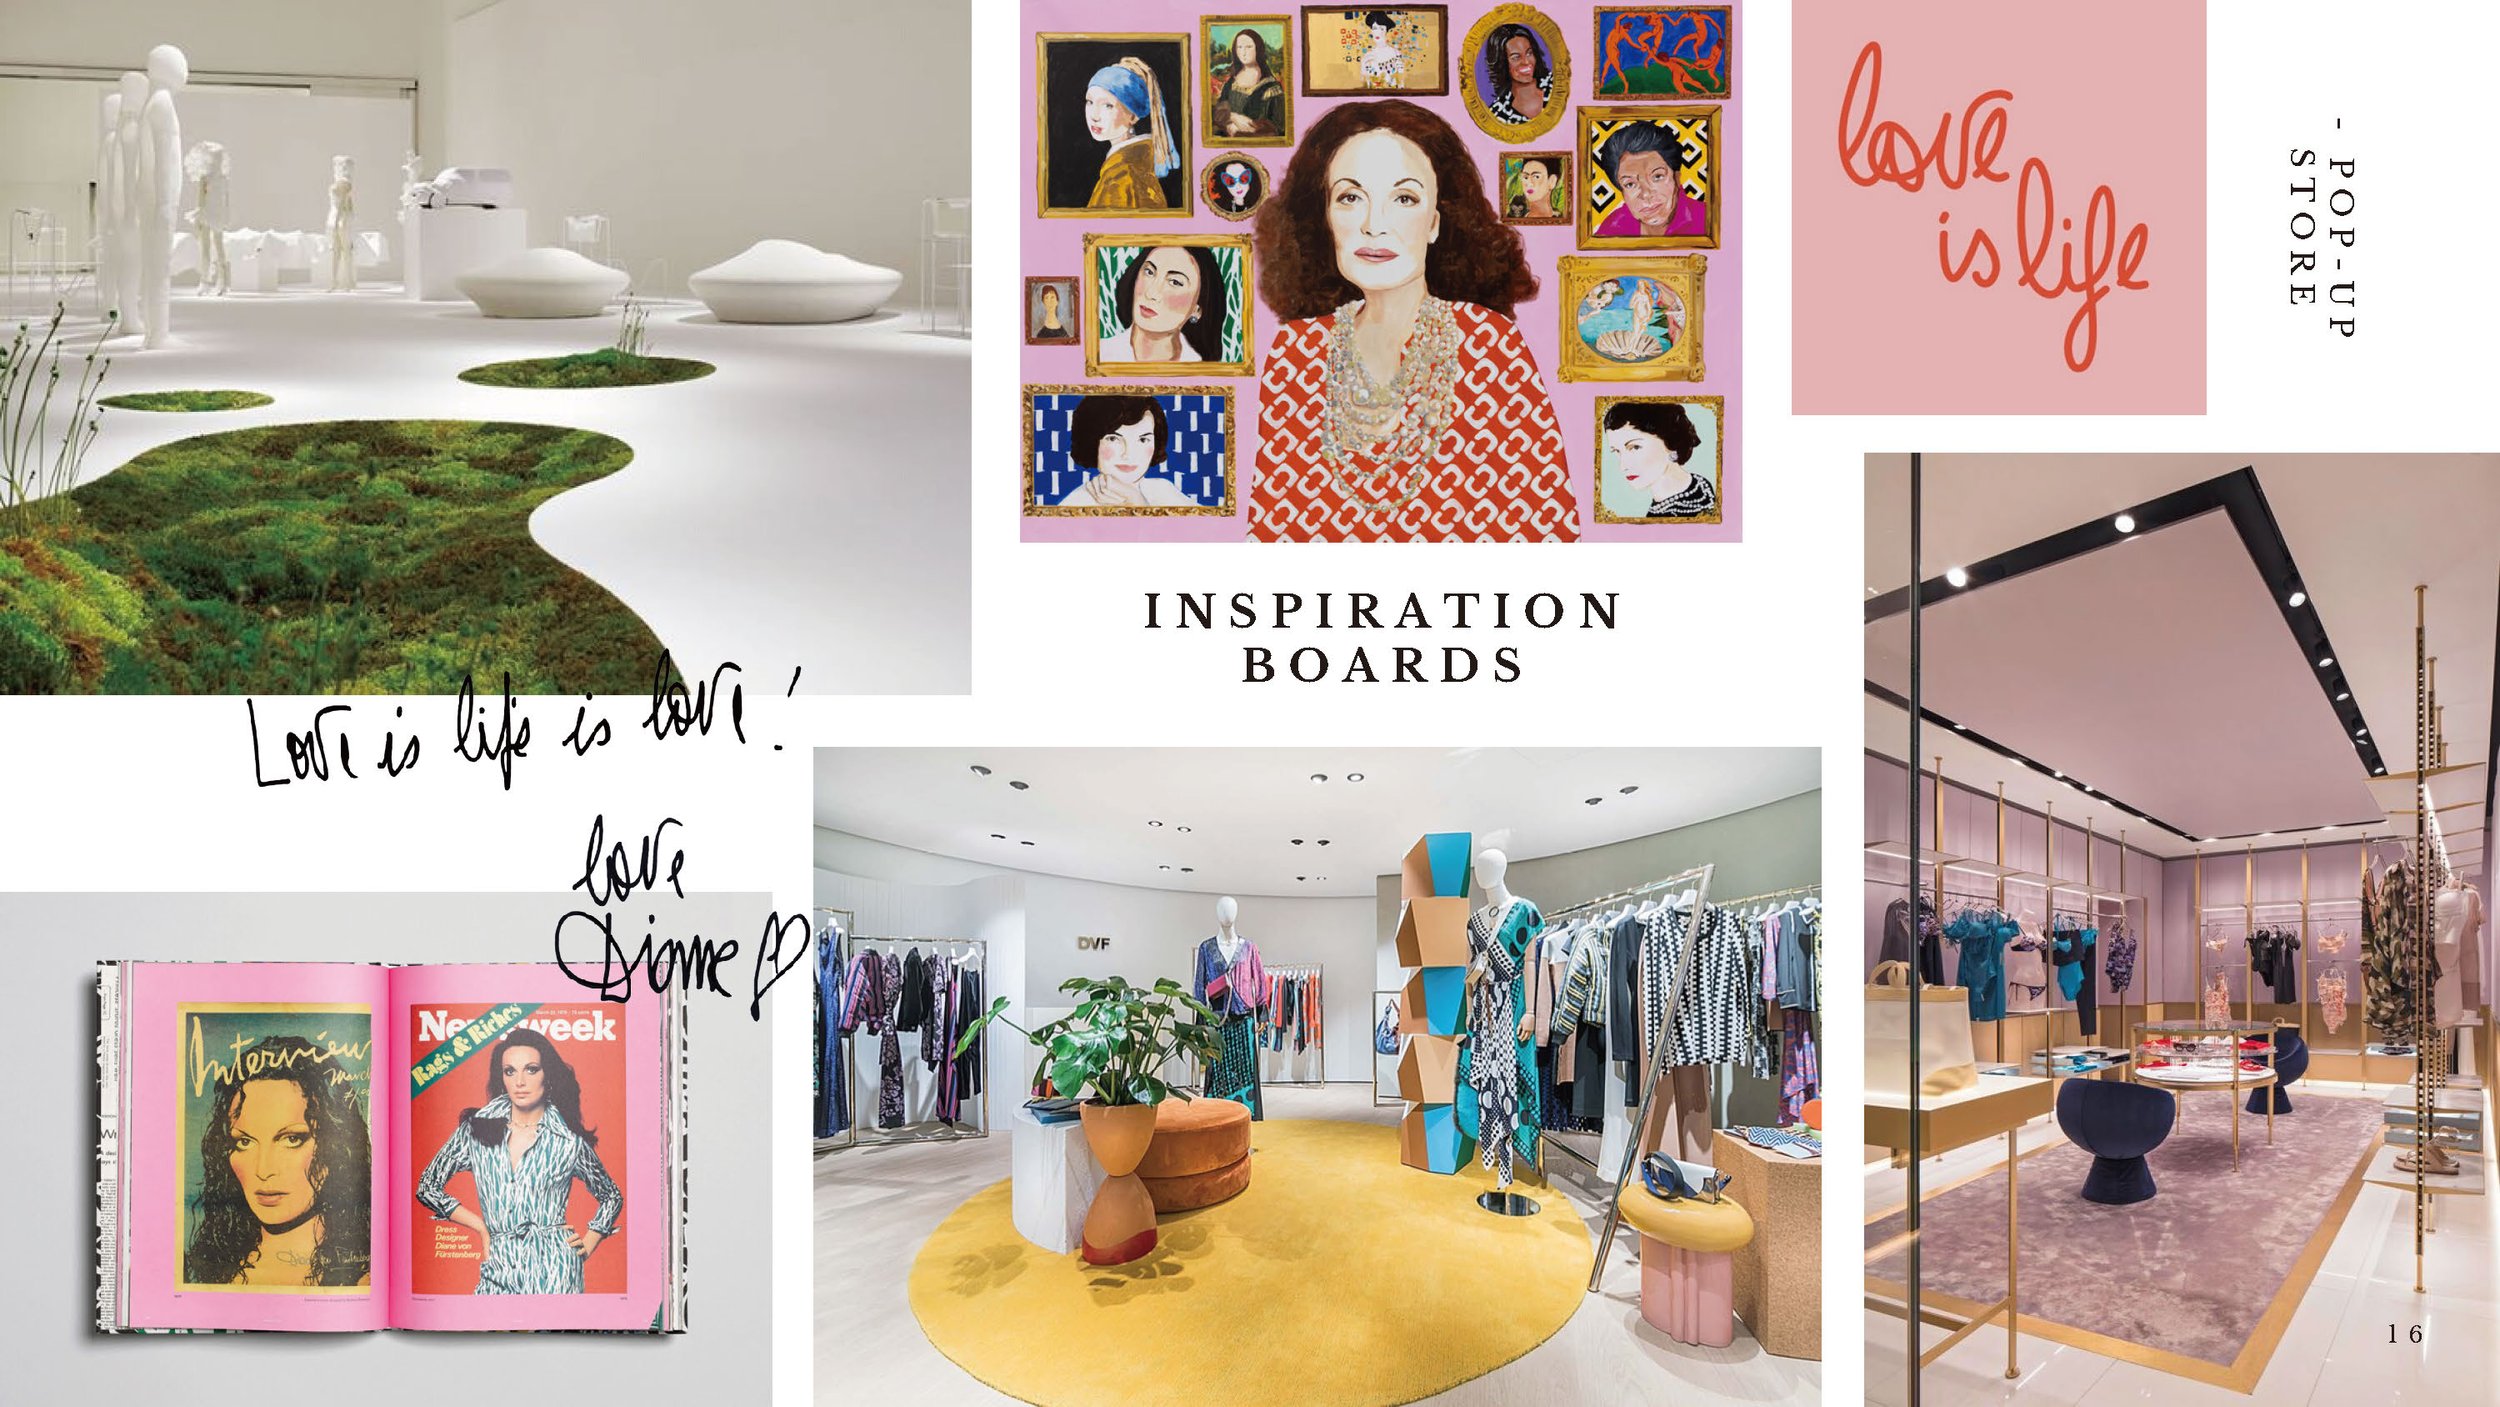 love
is life
- POP-UP
STORE
INSPIRATION
BOARDS
Love is life is love!
love
Diane
DVF
Interview
Newsweek
Rags & Riches
Dress
Designer
Diane von
Fürstenberg
16